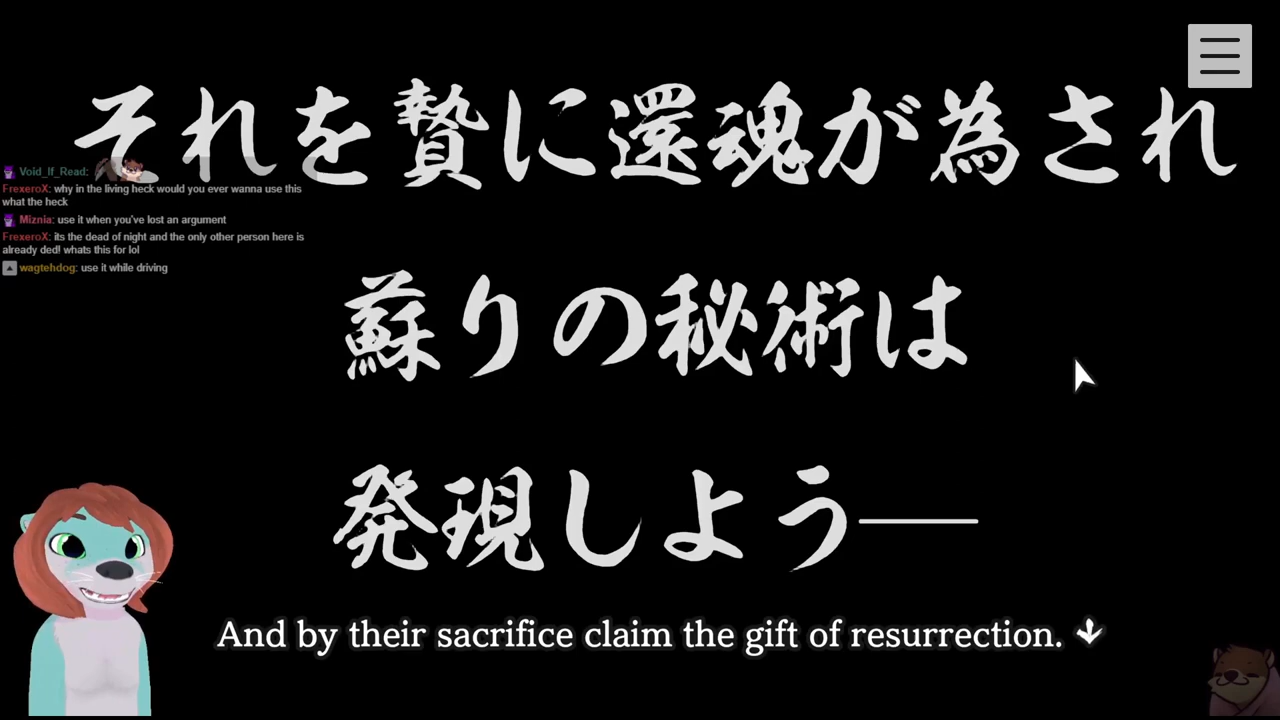 それを贄に還魂が為され
Void_If_Read:
FrexeroX: why in the living heck would you ever wanna use this
what the heck
Miznia: use it when you've lost an argument
FrexeroX: its the dead of night and the only other person here is
already ded! whats this for lol
wagtehdog: use it while driving
蘇りの秘術は
発現しよう──
And by their sacrifice claim the gift of resurrection.